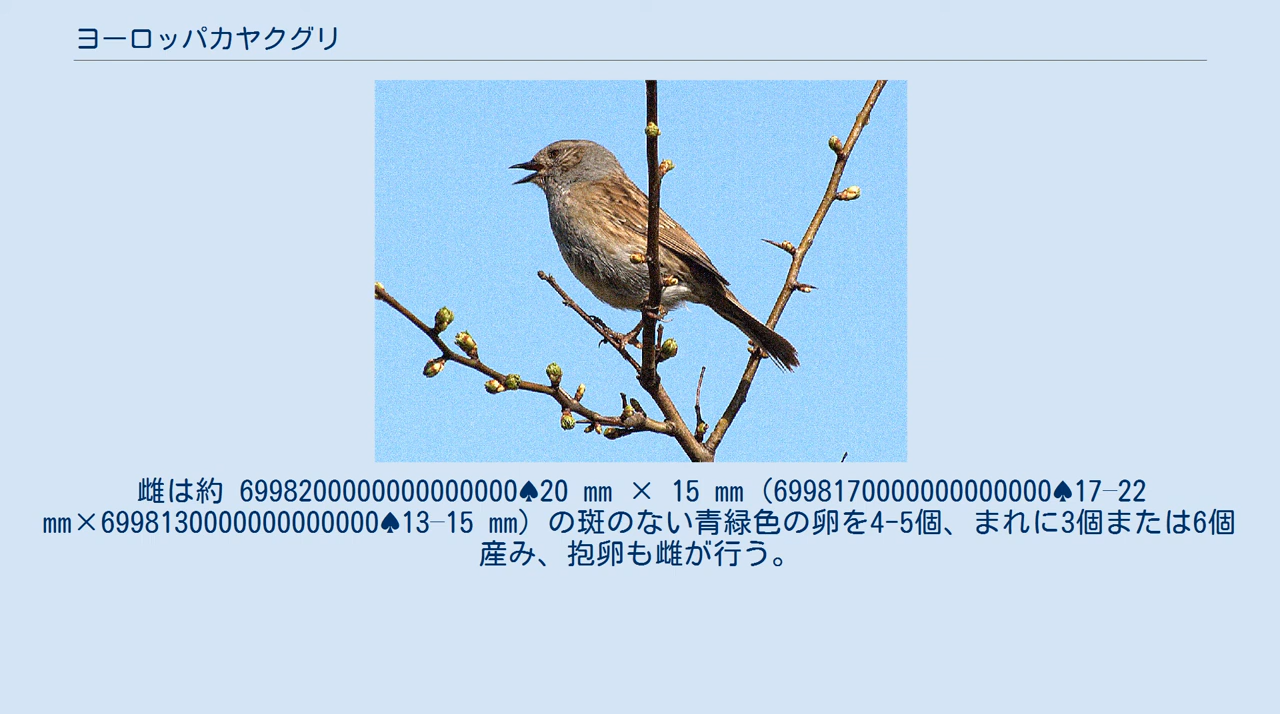 ヨーロッパカヤクグリ
雌は約 6998200000000000000♠20 mm × 15 mm（6998170000000000000♠17–22
mm×6998130000000000000♠13–15 mm）の斑のない青緑色の卵を4-5個、まれに3個または6個
産み、抱卵も雌が行う。